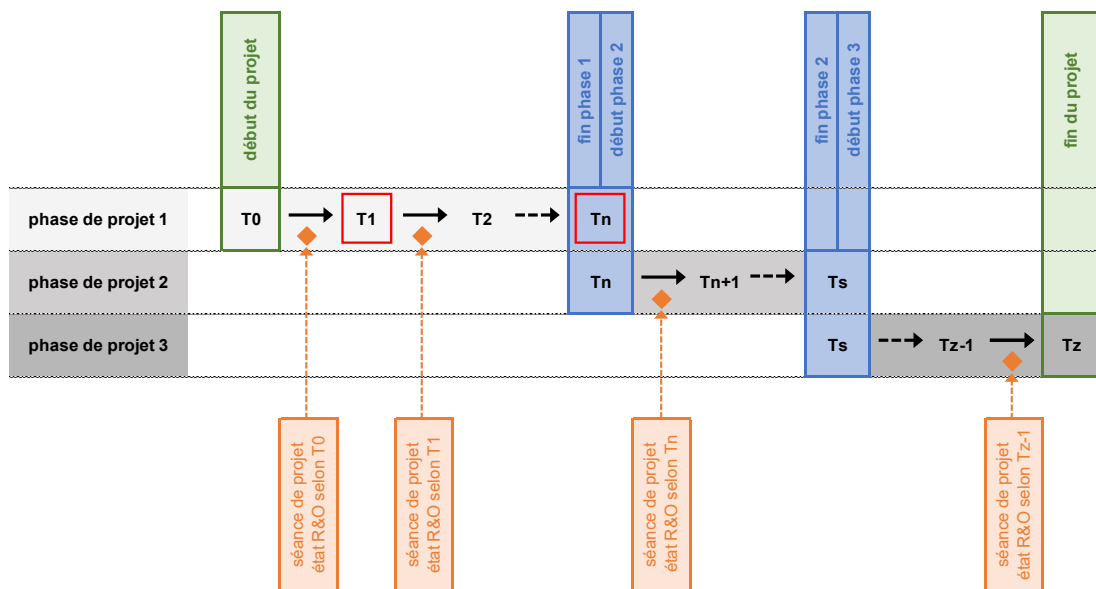 début du projet
fin phase 1
début phase 2
fin phase 2
début phase 3
fin du projet
phase de projet 1
T0
T1
T2
Tn
phase de projet 2
Tn
Tn+1
Ts
phase de projet 3
Ts
Tz-1
Tz
séance de projet
état R&O selon T0
séance de projet
état R&O selon T1
séance de projet
état R&O selon Tn
séance de projet
état R&O selon Tz-1